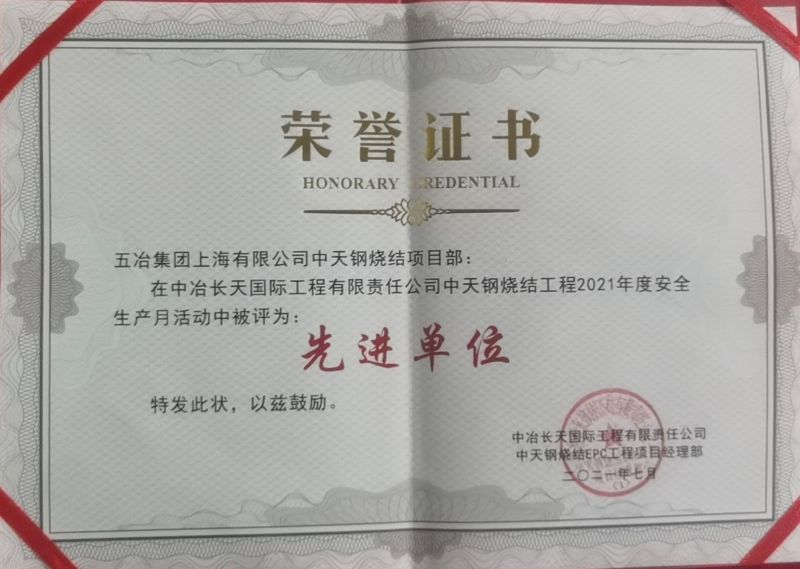 荣誉证书
HONORARY CREDENTIAL
五冶集团上海有限公司中天钢烧结项目部：
在中冶长天国际工程有限责任公司中天钢烧结工程2021年度安全
生产月活动中被评为：
先进单位
特发此状，以兹鼓励。
中冶长天国际工程有限责任公司
中天钢烧结EPC工程项目经理部
二〇二一年七月